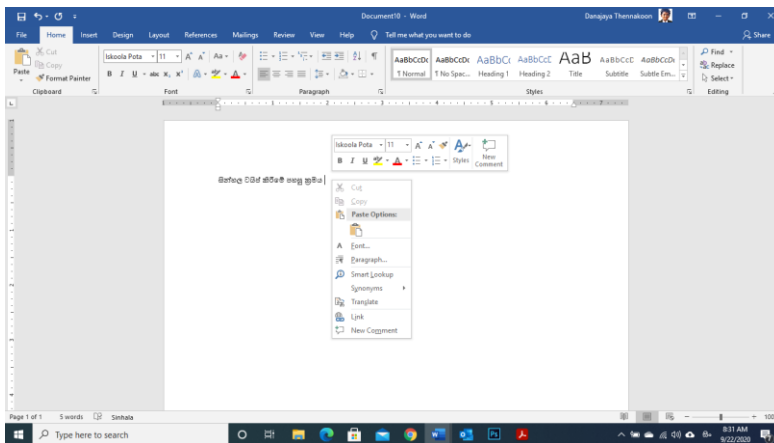 Document10 - Word
Danajaya Thennakoon
File Home Insert Design Layout References Mailings Review View Help Tell me what you want to do Share
Paste
Cut
Copy
Format Painter
Clipboard
Iskoola Pota 11
Font
Paragraph
AaBbCcDc AaBbCcDc AaBbCc AaBbCcC AaB AaBbCcC AaBbCcDc
¶ Normal ¶ No Spac... Heading 1 Heading 2 Title Subtitle Subtle Em...
Styles
Find
Replace
Select
Editing
Iskoola Pota 11
B I U Styles New Comment
සින්හල ටයිප් කිරීමේ පහසු ක්‍රමය
Cut
Copy
Paste Options:
Font...
Paragraph...
Smart Lookup
Synonyms
Translate
Link
New Comment
Page 1 of 1 5 words Sinhala 100
Type here to search
8:31 AM
9/22/2020